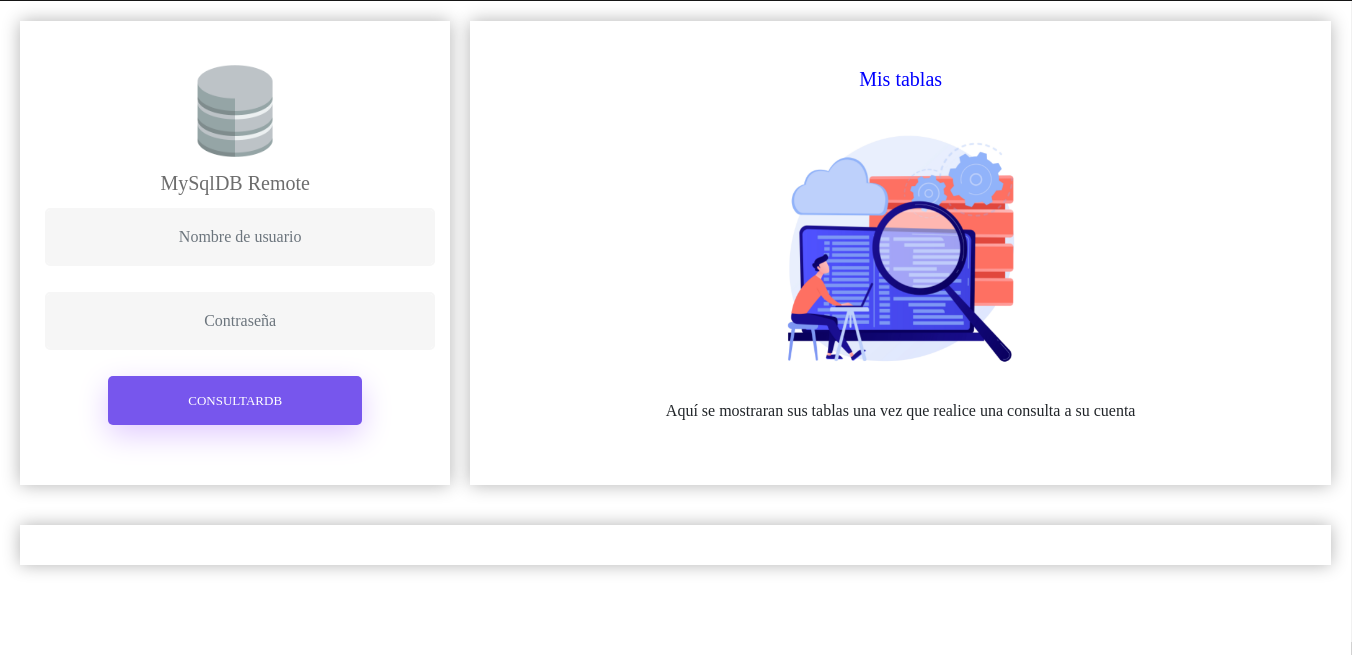 MySqlDB Remote
Nombre de usuario
Contraseña
CONSULTARDB
Mis tablas
Aquí se mostraran sus tablas una vez que realice una consulta a su cuenta